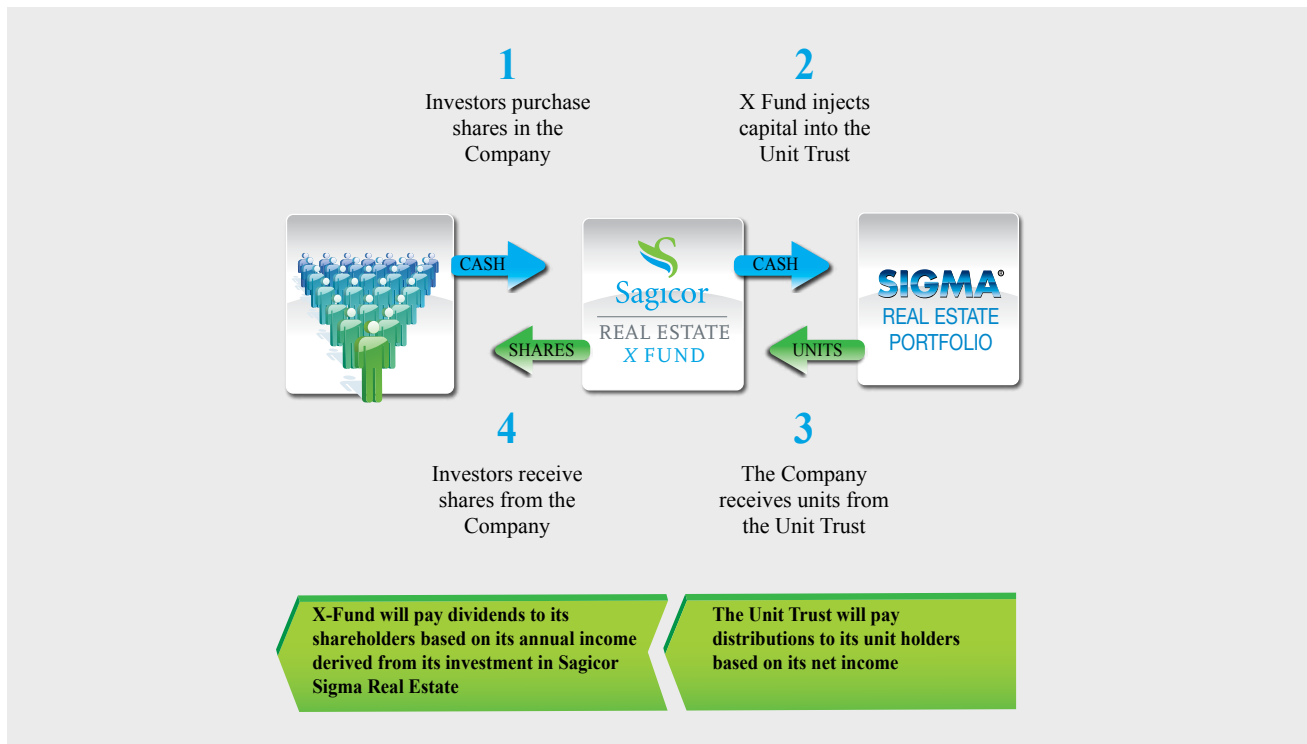 1
Investors purchase
shares in the
Company
2
X Fund injects
capital into the
Unit Trust
CASH
Sagicor
REAL ESTATE
X FUND
CASH
SIGMA®
REAL ESTATE
PORTFOLIO
SHARES
UNITS
4
Investors receive
shares from the
Company
3
The Company
receives units from
the Unit Trust
X-Fund will pay dividends to its
shareholders based on its annual income
derived from its investment in Sagicor
Sigma Real Estate
The Unit Trust will pay
distributions to its unit holders
based on its net income